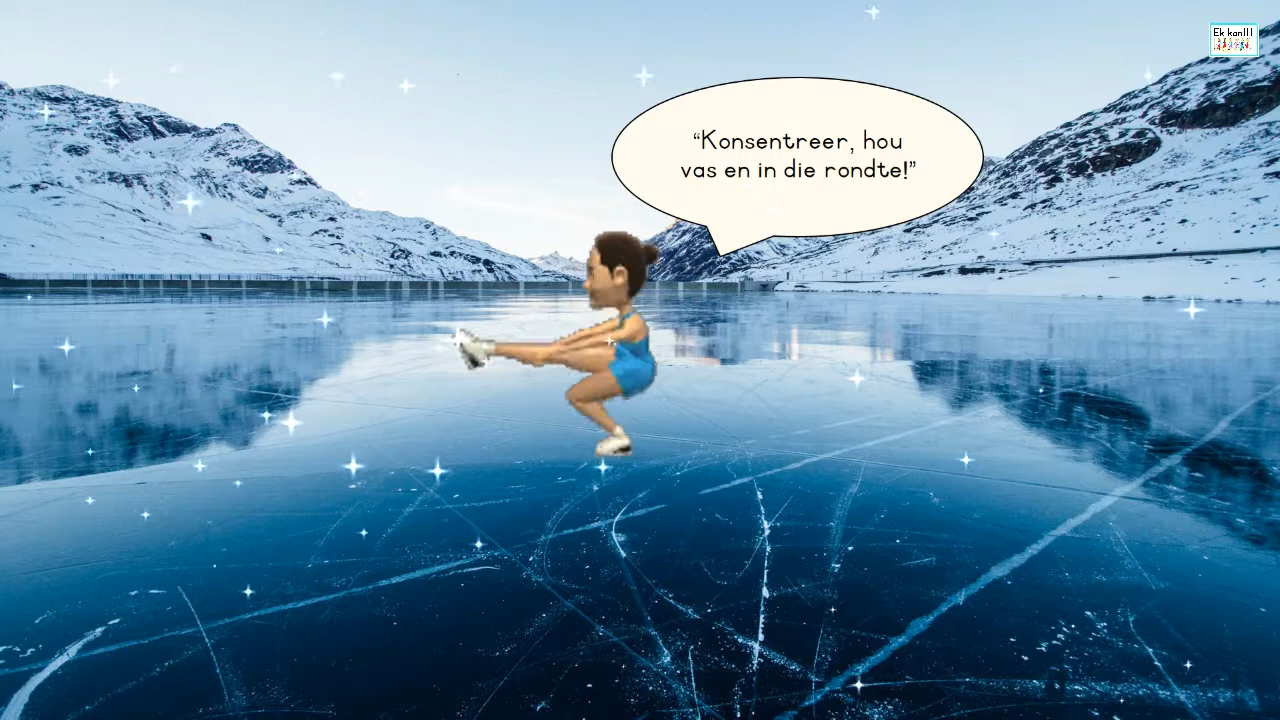 Ek kan!!!
“Konsentreer, hou
vas en in die rondte!”